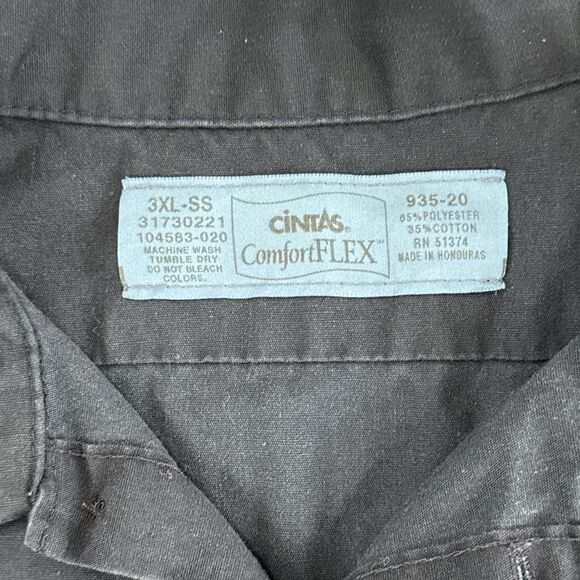 3XL-SS
31730221
104583-020
MACHINE WASH
TUMBLE DRY
DO NOT BLEACH
COLORS.
CiNTAS®
ComfortFLEX™
935-20
65% POLYESTER
35% COTTON
RN 51374
MADE IN HONDURAS